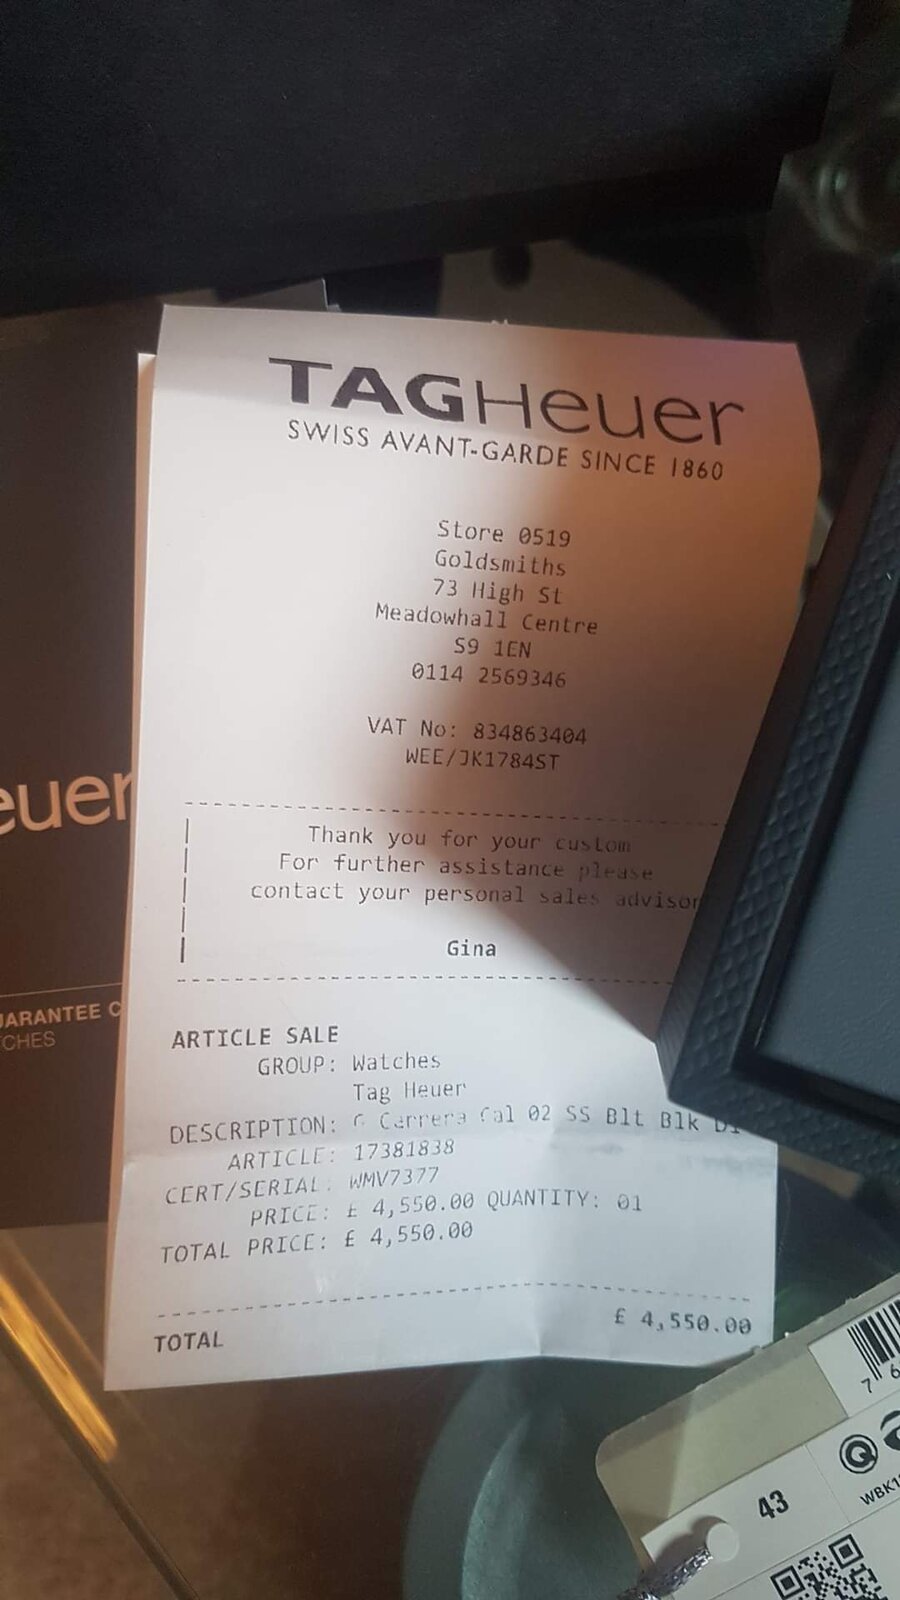 TAGHeuer
SWISS AVANT-GARDE SINCE 1860
Store 0519
Goldsmiths
73 High St
Meadowhall Centre
S9 1EN
0114 2569346
VAT No: 834863404
WEE/JK1784ST
Thank you for your custom
For further assistance please
contact your personal sales advisor
Gina
ARTICLE SALE
GROUP: Watches
Tag Heuer
DESCRIPTION: G Carrera Cal 02 SS Blt Blk
ARTICLE: 17381838
CERT/SERIAL: WMV7377
PRICE: £ 4,550.00 QUANTITY: 01
TOTAL PRICE: £ 4,550.00
TOTAL £ 4,550.00
euer
UARANTEE C
CHES
7 6
43
WBK1